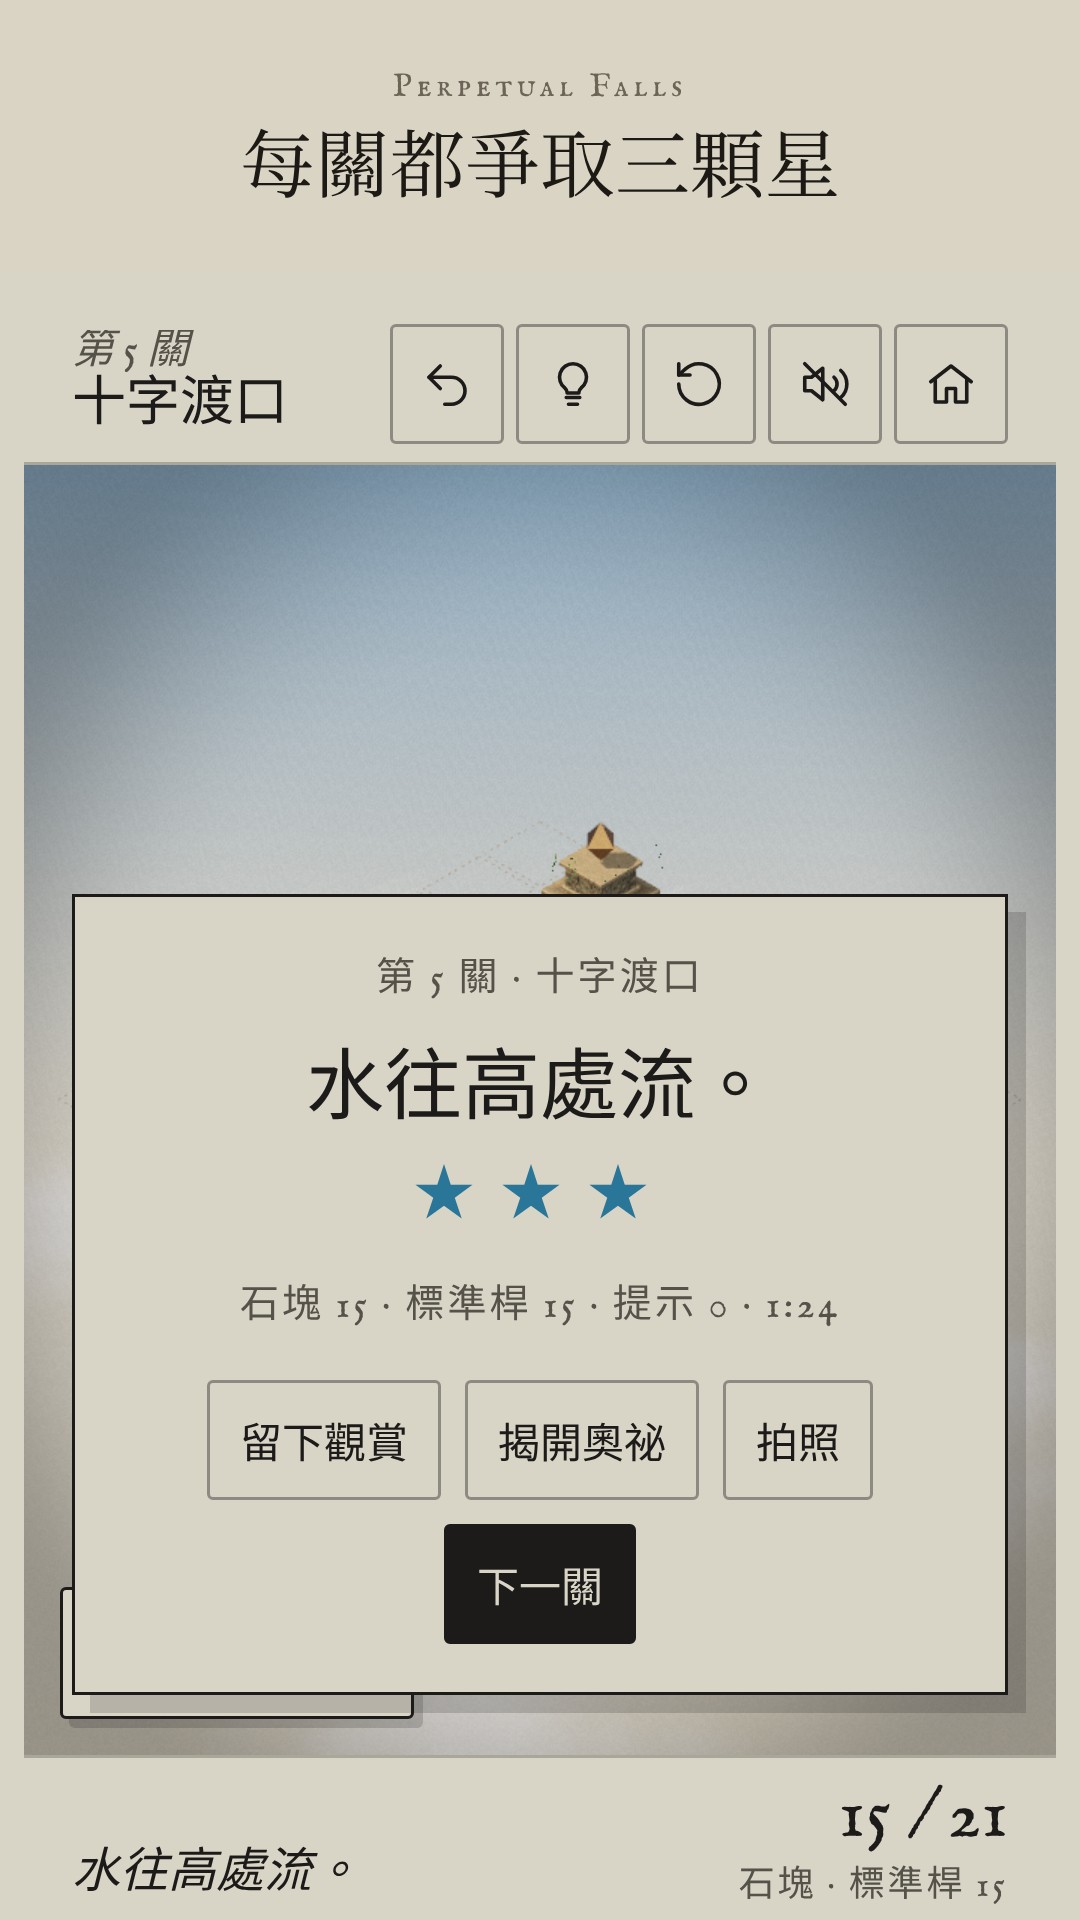 Perpetual Falls
每關都爭取三顆星
第 5 關
十字渡口
第 5 關 · 十字渡口
水往高處流。
★ ★ ★
石塊 15 · 標準桿 15 · 提示 0 · 1:24
留下觀賞
揭開奧祕
拍照
下一關
15 / 21
水往高處流。
石塊 · 標準桿 15